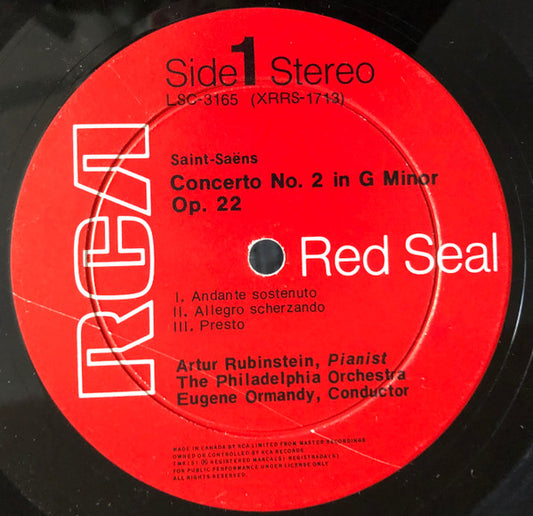 Side 1 Stereo
LSC-3165 (XRRS-1713)
Saint-Saëns
Concerto No. 2 in G Minor
Op. 22
RCA
Red Seal
I. Andante sostenuto
II. Allegro scherzando
III. Presto
Artur Rubinstein, Pianist
The Philadelphia Orchestra
Eugene Ormandy, Conductor
MADE IN CANADA BY RCA LIMITED FROM MASTER RECORDINGS
OWNED OR CONTROLLED BY RCA RECORDS
REGISTERED MARCA(S) REGISTRADA(S)
FOR PUBLIC PERFORMANCE UNDER LICENSE ONLY
ALL RIGHTS RESERVED.